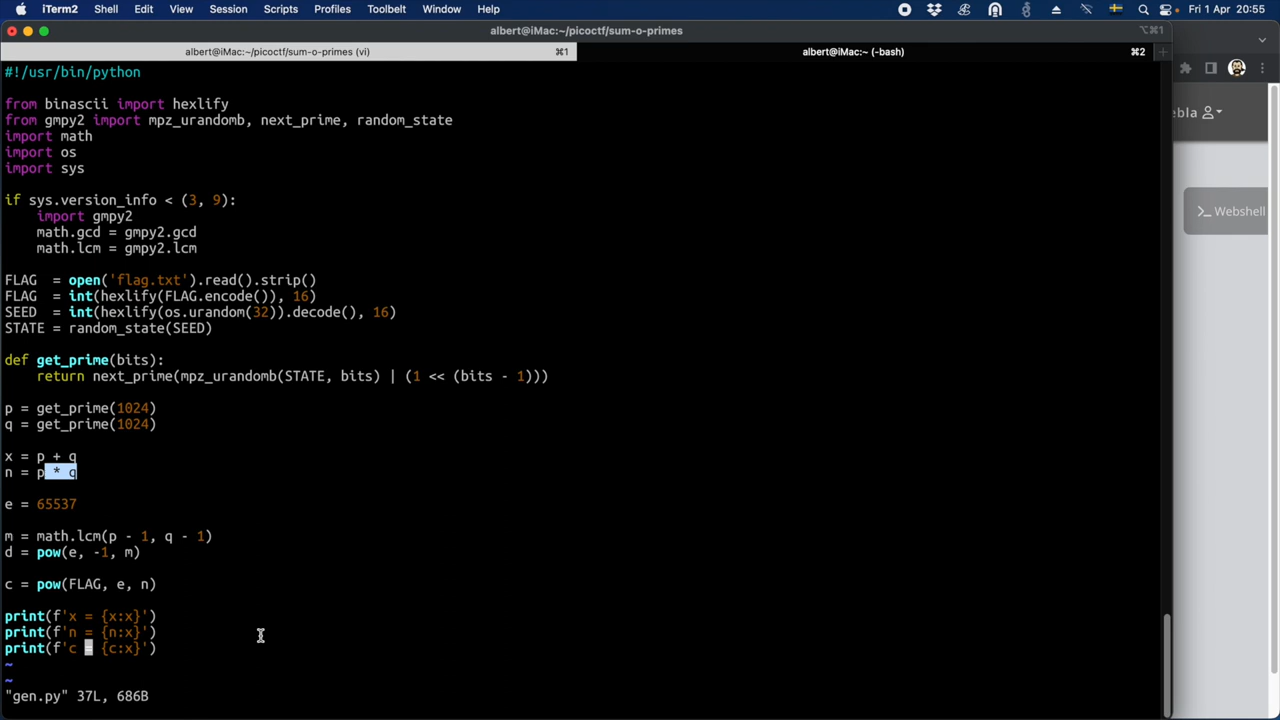 iTerm2 Shell Edit View Session Scripts Profiles Toolbelt Window Help Fri 1 Apr 20:55
albert@iMac:~/picoctf/sum-o-primes ⌥⌘1
albert@iMac:~/picoctf/sum-o-primes (vi) ⌘1 albert@iMac:~ (-bash) ⌘2 +
#!/usr/bin/python
from binascii import hexlify
from gmpy2 import mpz_urandomb, next_prime, random_state
import math
import os
import sys
if sys.version_info < (3, 9):
    import gmpy2
    math.gcd = gmpy2.gcd
    math.lcm = gmpy2.lcm
FLAG  = open('flag.txt').read().strip()
FLAG  = int(hexlify(FLAG.encode()), 16)
SEED  = int(hexlify(os.urandom(32)).decode(), 16)
STATE = random_state(SEED)
def get_prime(bits):
    return next_prime(mpz_urandomb(STATE, bits) | (1 << (bits - 1)))
p = get_prime(1024)
q = get_prime(1024)
x = p + q
n = p * q
e = 65537
m = math.lcm(p - 1, q - 1)
d = pow(e, -1, m)
c = pow(FLAG, e, n)
print(f'x = {x:x}')
print(f'n = {n:x}')
print(f'c = {c:x}')
~
~
"gen.py" 37L, 686B
ebla
>_ Webshell